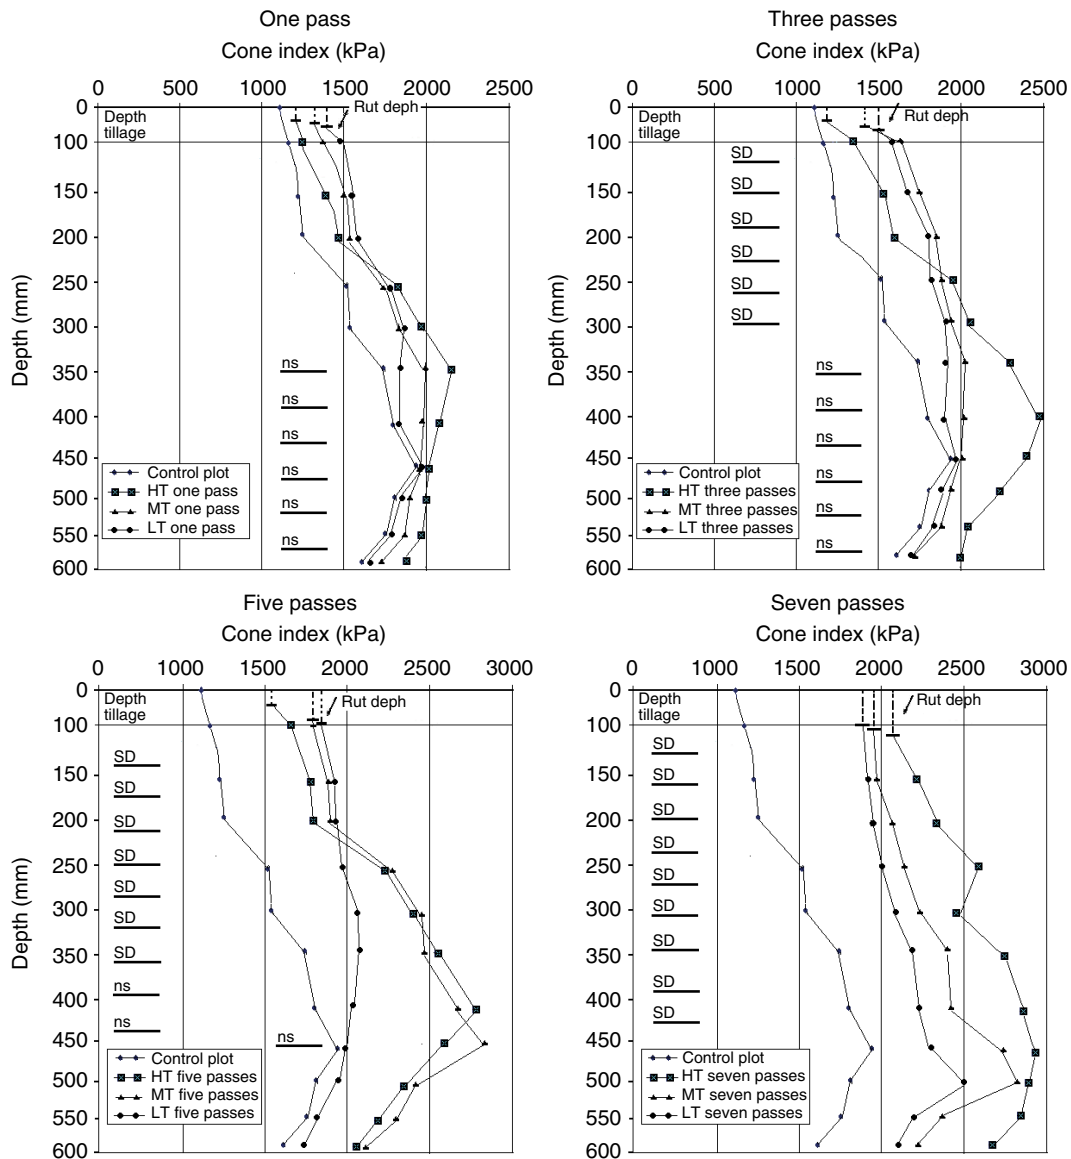 One pass
Cone index (kPa)
0 500 1000 1500 2000 2500
Rut deph
Depth
tillage
0
100
150
200
250
300
350
400
450
500
550
600
Depth (mm)
ns
ns
ns
ns
ns
ns
Control plot
HT one pass
MT one pass
LT one pass
Three passes
Cone index (kPa)
0 500 1000 1500 2000 2500
Rut deph
Depth
tillage
0
100
150
200
250
300
350
400
450
500
550
600
Depth (mm)
SD
SD
SD
SD
SD
SD
ns
ns
ns
ns
ns
ns
Control plot
HT three passes
MT three passes
LT three passes
Five passes
Cone index (kPa)
0 1000 1500 2000 2500 3000
Rut deph
Depth
tillage
0
100
150
200
250
300
350
400
450
500
550
600
Depth (mm)
SD
SD
SD
SD
SD
SD
SD
ns
ns
ns
Control plot
HT five passes
MT five passes
LT five passes
Seven passes
Cone index (kPa)
0 1000 1500 2000 2500 3000
Rut deph
Depth
tillage
0
100
150
200
250
300
350
400
450
500
550
600
SD
SD
SD
SD
SD
SD
SD
SD
SD
Control plot
HT seven passes
MT seven passes
LT seven passes